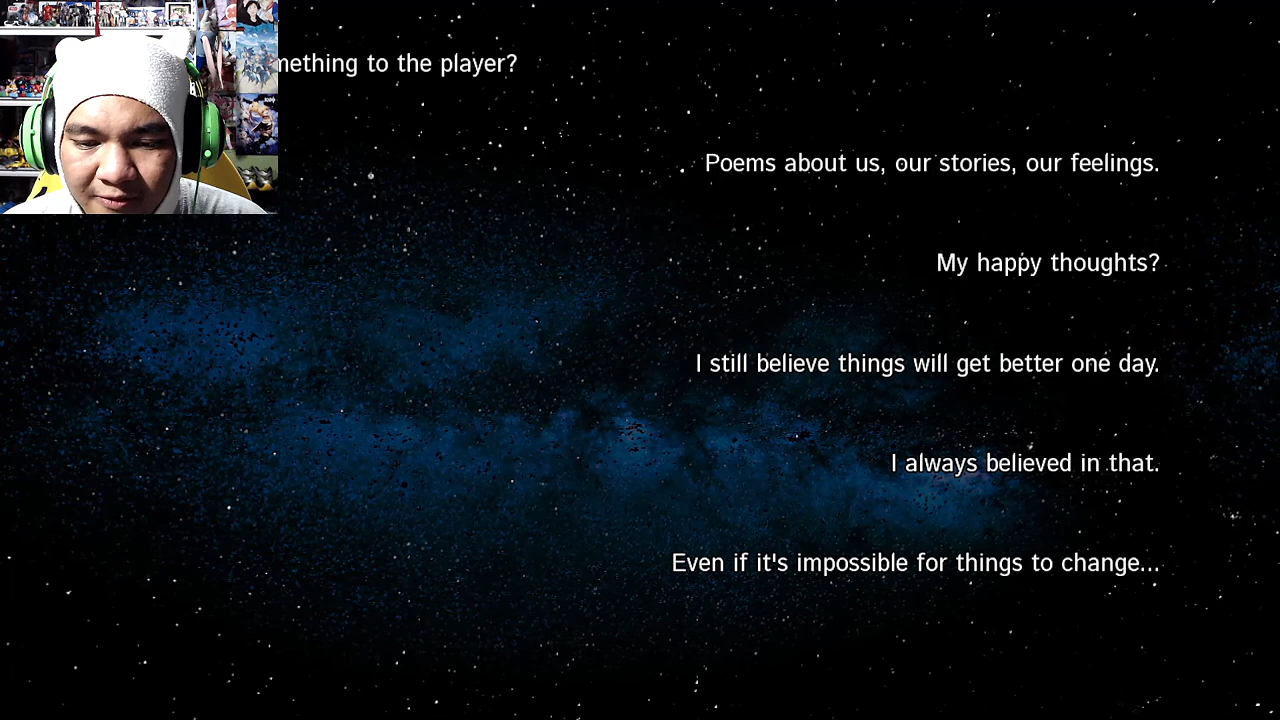 mething to the player?
Poems about us, our stories, our feelings.
My happy thoughts?
I still believe things will get better one day.
I always believed in that.
Even if it's impossible for things to change...